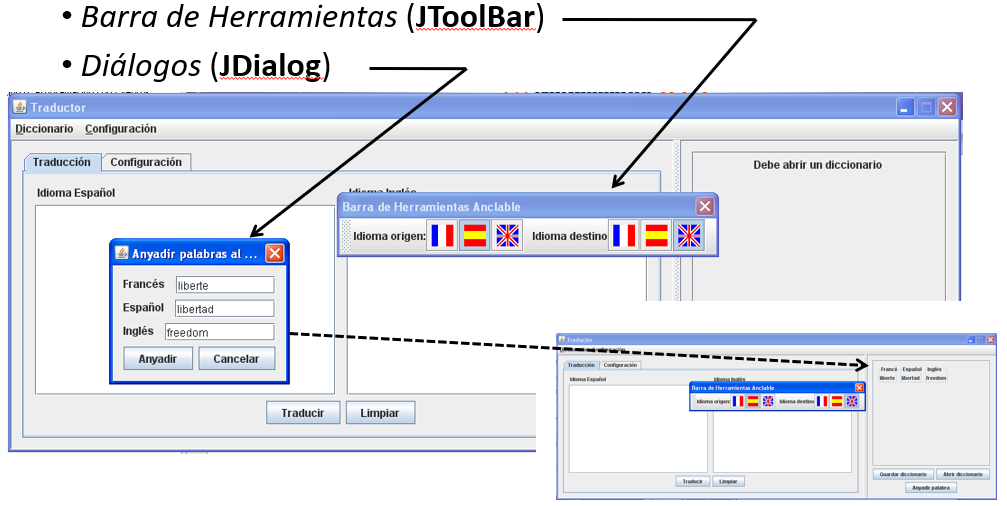 • Barra de Herramientas (JToolBar)
• Diálogos (JDialog)
Traductor
Diccionario Configuración
Traducción Configuración
Debe abrir un diccionario
Idioma Español
Idioma Inglés
Barra de Herramientas Anclable
Idioma origen: Idioma destino
Anyadir palabras al ...
Francés liberte
Español libertad
Inglés freedom
Anyadir Cancelar
Traducir Limpiar
Traductor
Configuración
Traducción Configuración
Idioma Español Idioma Inglés
Barra de Herramientas Anclable
Idioma origen: Idioma destino
Francé Español Inglés
liberte libertad freedom
Traducir Limpiar
Guardar diccionario Abrir diccionario
Anyadir palabra